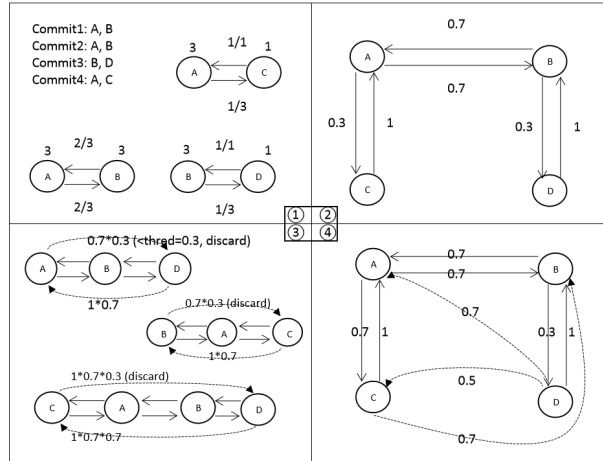 Commit1: A, B
Commit2: A, B
Commit3: B, D
Commit4: A, C
3 1/1 1
A C
1/3
3 2/3 3
A B
2/3
3 1/1 1
B D
1/3
0.7
A B
0.7
0.3 1 0.3 1
C D
1 2
3 4
0.7*0.3 (<thred=0.3, discard)
A B D
1*0.7
0.7*0.3 (discard)
B A C
1*0.7
1*0.7*0.3 (discard)
C A B D
1*0.7*0.7
0.7
A B
0.7
0.7
0.7 1 0.3 1
0.5
C D
0.7